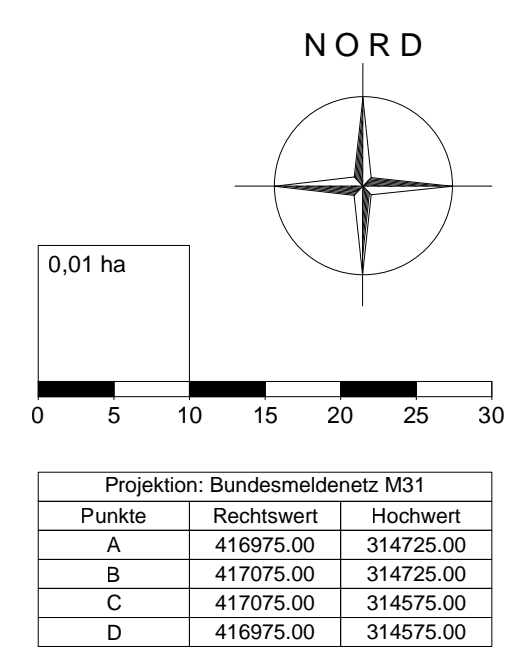 NORD
0,01 ha
0 5 10 15 20 25 30
Projektion: Bundesmeldenetz M31
Punkte Rechtswert Hochwert
A 416975.00 314725.00
B 417075.00 314725.00
C 417075.00 314575.00
D 416975.00 314575.00